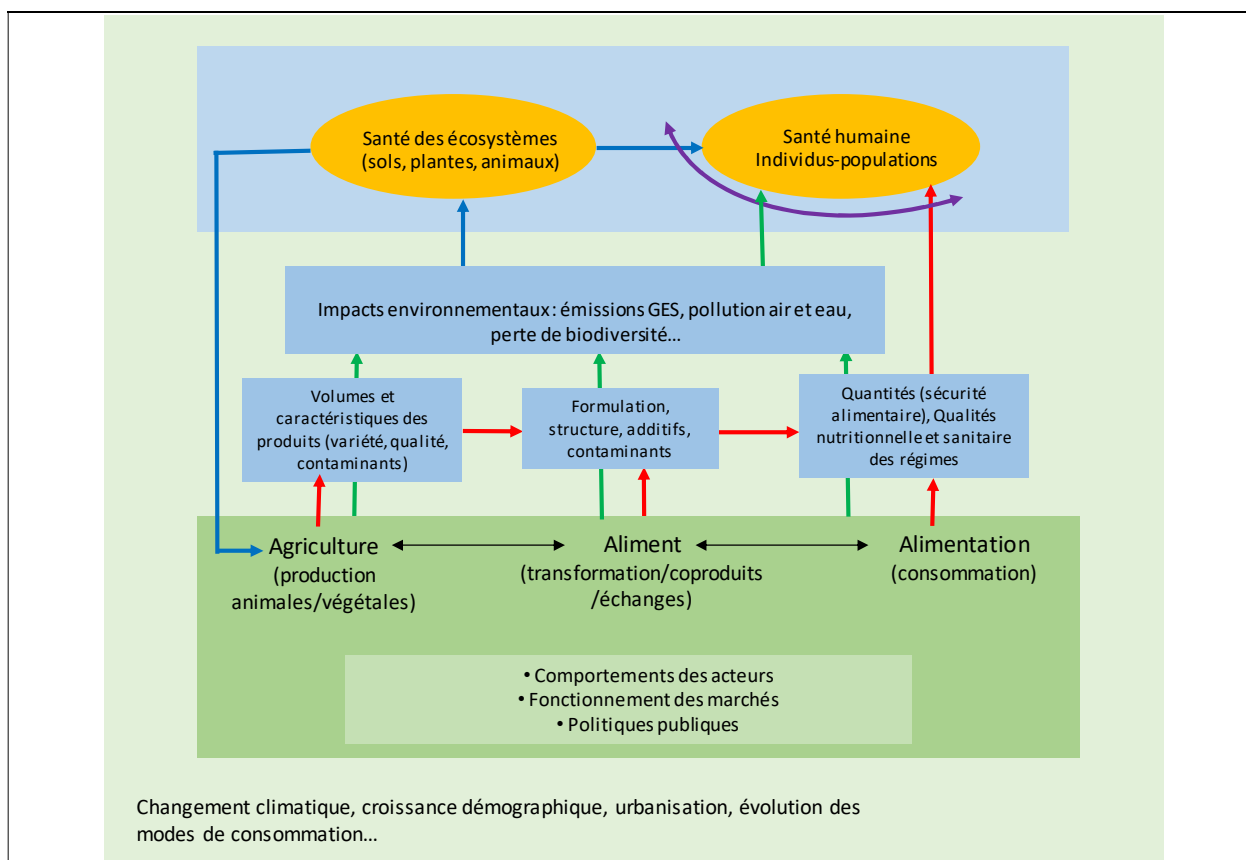 Santé des écosystèmes
(sols, plantes, animaux)
Santé humaine
Individus-populations
Impacts environnementaux : émissions GES, pollution air et eau,
perte de biodiversité...
Volumes et
caractéristiques des
produits (variété, qualité,
contaminants)
Formulation,
structure, additifs,
contaminants
Quantités (sécurité
alimentaire), Qualités
nutritionnelle et sanitaire
des régimes
Agriculture
(production
animales/végétales)
Aliment
(transformation/coproduits
/échanges)
Alimentation
(consommation)
• Comportements des acteurs
• Fonctionnement des marchés
• Politiques publiques
Changement climatique, croissance démographique, urbanisation, évolution des
modes de consommation...